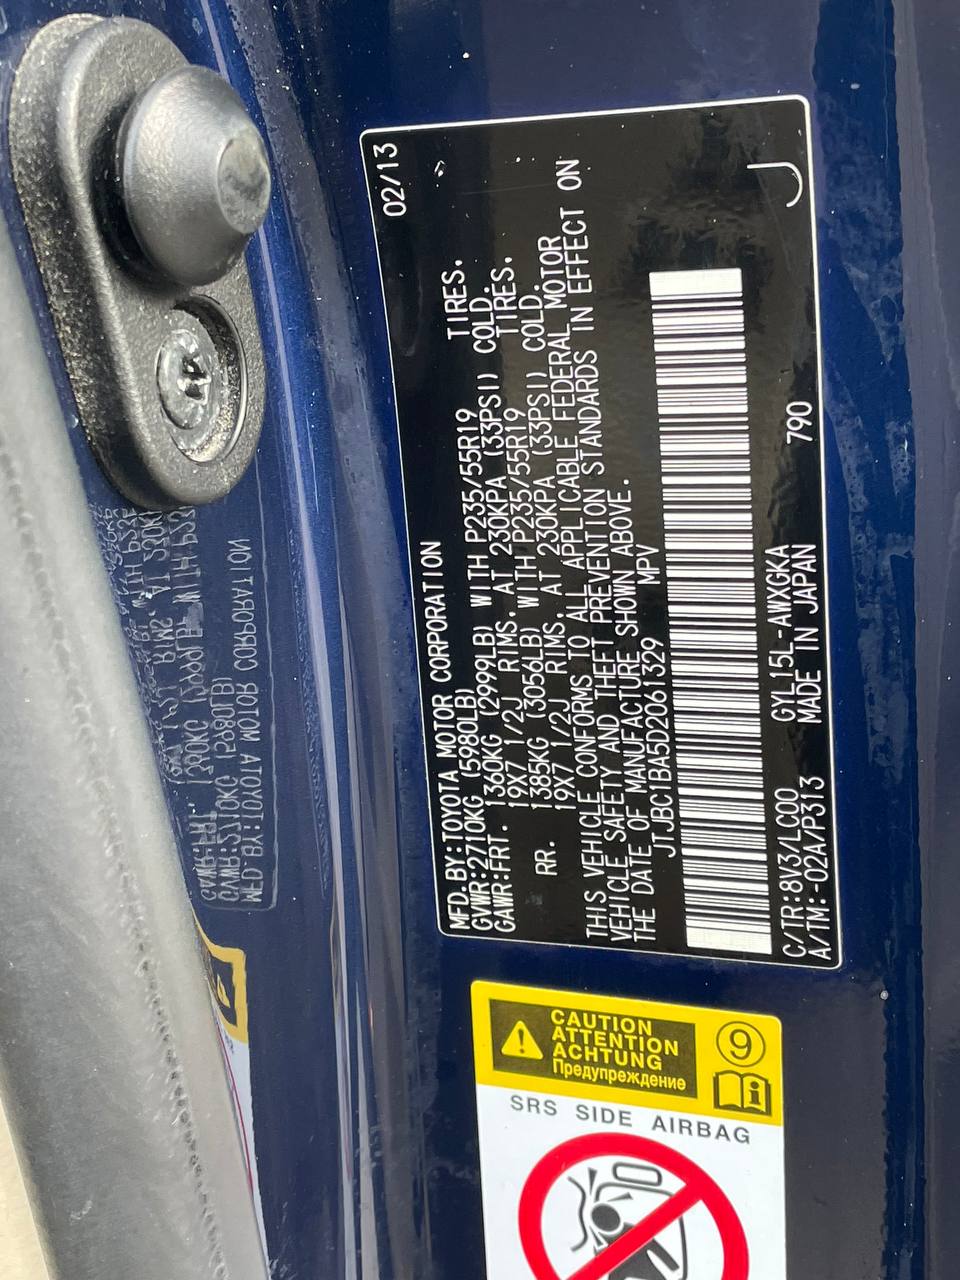 02/13
MFD.BY:TOYOTA MOTOR CORPORATION
GVWR:2710KG (5980LB)
GAWR:FRT. 1360KG (2999LB) WITH P235/55R19 TIRES.
19X7 1/2J RIMS. AT 230KPA (33PSI) COLD.
RR. 1385KG (3056LB) WITH P235/55R19 TIRES.
19X7 1/2J RIMS. AT 230KPA (33PSI) COLD.
THIS VEHICLE CONFORMS TO ALL APPLICABLE FEDERAL MOTOR
VEHICLE SAFETY AND THEFT PREVENTION STANDARDS IN EFFECT ON
THE DATE OF MANUFACTURE SHOWN ABOVE.
JTJBC1BA5D2061329 MPV
C/TR:8V3/LC00 GYL15L-AWXGKA 790
A/TM:-02A/P313 MADE IN JAPAN
J
CAUTION
ATTENTION
ACHTUNG
Предупреждение
9
i
SRS SIDE AIRBAG